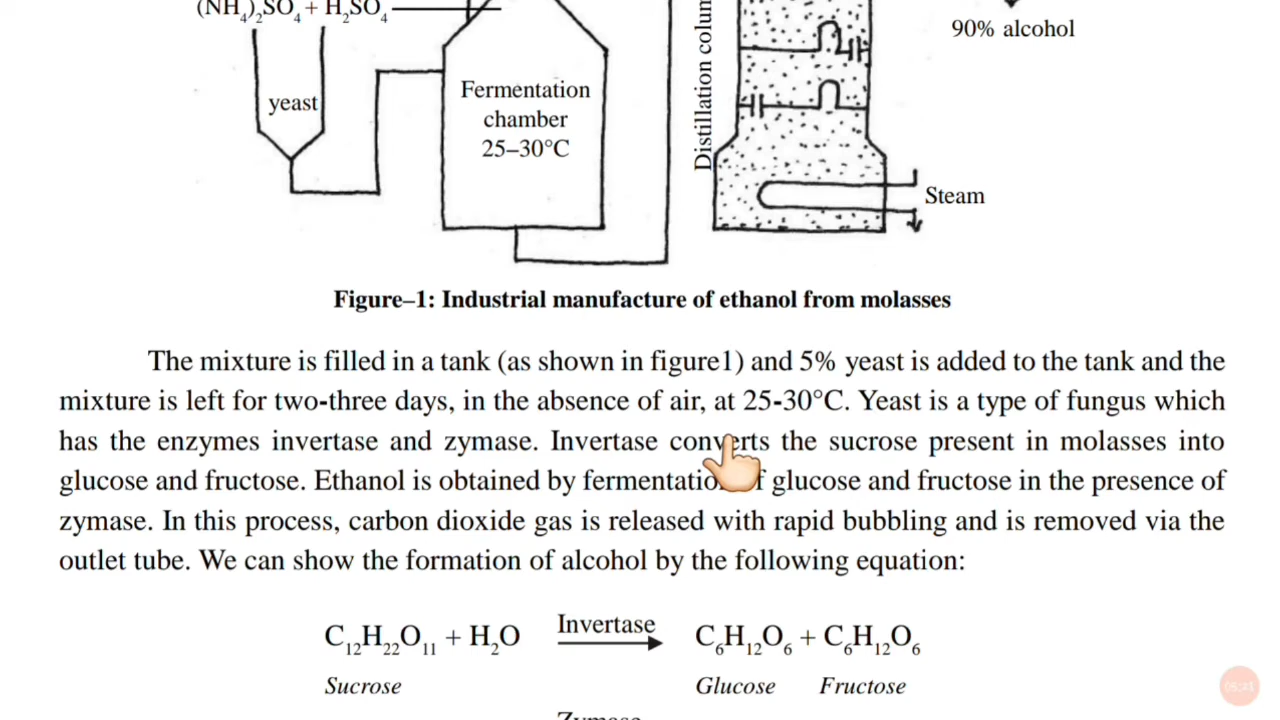 (NH4)2SO4 + H2SO4
90% alcohol
yeast
Fermentation
chamber
25–30°C
Distillation
Steam
Figure–1: Industrial manufacture of ethanol from molasses
The mixture is filled in a tank (as shown in figure1) and 5% yeast is added to the tank and the
mixture is left for two-three days, in the absence of air, at 25-30°C. Yeast is a type of fungus which
has the enzymes invertase and zymase. Invertase converts the sucrose present in molasses into
glucose and fructose. Ethanol is obtained by fermentation of glucose and fructose in the presence of
zymase. In this process, carbon dioxide gas is released with rapid bubbling and is removed via the
outlet tube. We can show the formation of alcohol by the following equation:
C12H22O11 + H2O Invertase C6H12O6 + C6H12O6
Sucrose Glucose Fructose